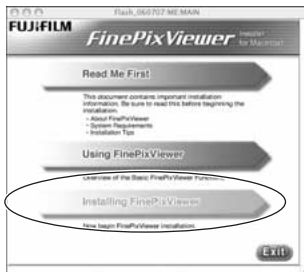 Flash_060707:ME:MAIN
FUJIFILM
FinePixViewer
for Macintosh
Read Me First
This document contains important installation
information. Be sure to read this before beginning the
installation.
- About FinePixViewer
- System Requirements
- Installation Tips
Using FinePixViewer
Overview of the Basic FinePixViewer Functions
Installing FinePixViewer
Now begin FinePixViewer installation.
Exit